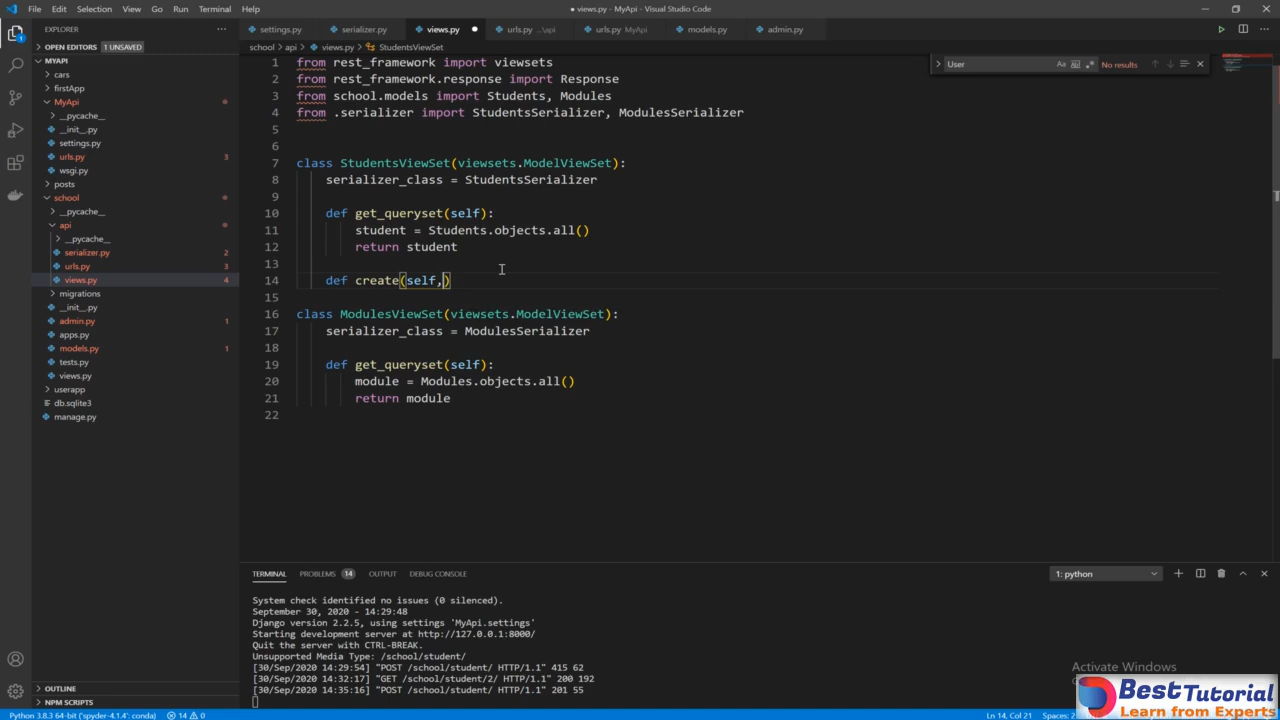 File Edit Selection View Go Run Terminal Help
● views.py - MyApi - Visual Studio Code
EXPLORER
OPEN EDITORS 1 UNSAVED
MYAPI
cars
firstApp
MyApi
__pycache__
__init__.py
settings.py
urls.py 3
wsgi.py
posts
school
__pycache__
api
__pycache__
serializer.py 2
urls.py 3
views.py 4
migrations
__init__.py
admin.py 1
apps.py
models.py 1
tests.py
views.py
userapp
db.sqlite3
manage.py
OUTLINE
NPM SCRIPTS
settings.py serializer.py views.py urls.py ...\api urls.py MyApi models.py admin.py
school > api > views.py > StudentsViewSet
User Aa No results
1 from rest_framework import viewsets
2 from rest_framework.response import Response
3 from school.models import Students, Modules
4 from .serializer import StudentsSerializer, ModulesSerializer
5
6
7 class StudentsViewSet(viewsets.ModelViewSet):
8 serializer_class = StudentsSerializer
9
10 def get_queryset(self):
11 student = Students.objects.all()
12 return student
13
14 def create(self,)
15
16 class ModulesViewSet(viewsets.ModelViewSet):
17 serializer_class = ModulesSerializer
18
19 def get_queryset(self):
20 module = Modules.objects.all()
21 return module
22
TERMINAL PROBLEMS 14 OUTPUT DEBUG CONSOLE
1: python
System check identified no issues (0 silenced).
September 30, 2020 - 14:29:48
Django version 2.2.5, using settings 'MyApi.settings'
Starting development server at http://127.0.0.1:8000/
Quit the server with CTRL-BREAK.
Unsupported Media Type: /school/student/
[30/Sep/2020 14:29:54] "POST /school/student/ HTTP/1.1" 415 62
[30/Sep/2020 14:32:17] "GET /school/student/2/ HTTP/1.1" 200 192
[30/Sep/2020 14:35:16] "POST /school/student/ HTTP/1.1" 201 55
Activate Windows
BestTutorial
Learn from Experts
Python 3.8.3 64-bit ('spyder-4.1.4': conda) 14 0
Ln 14, Col 21